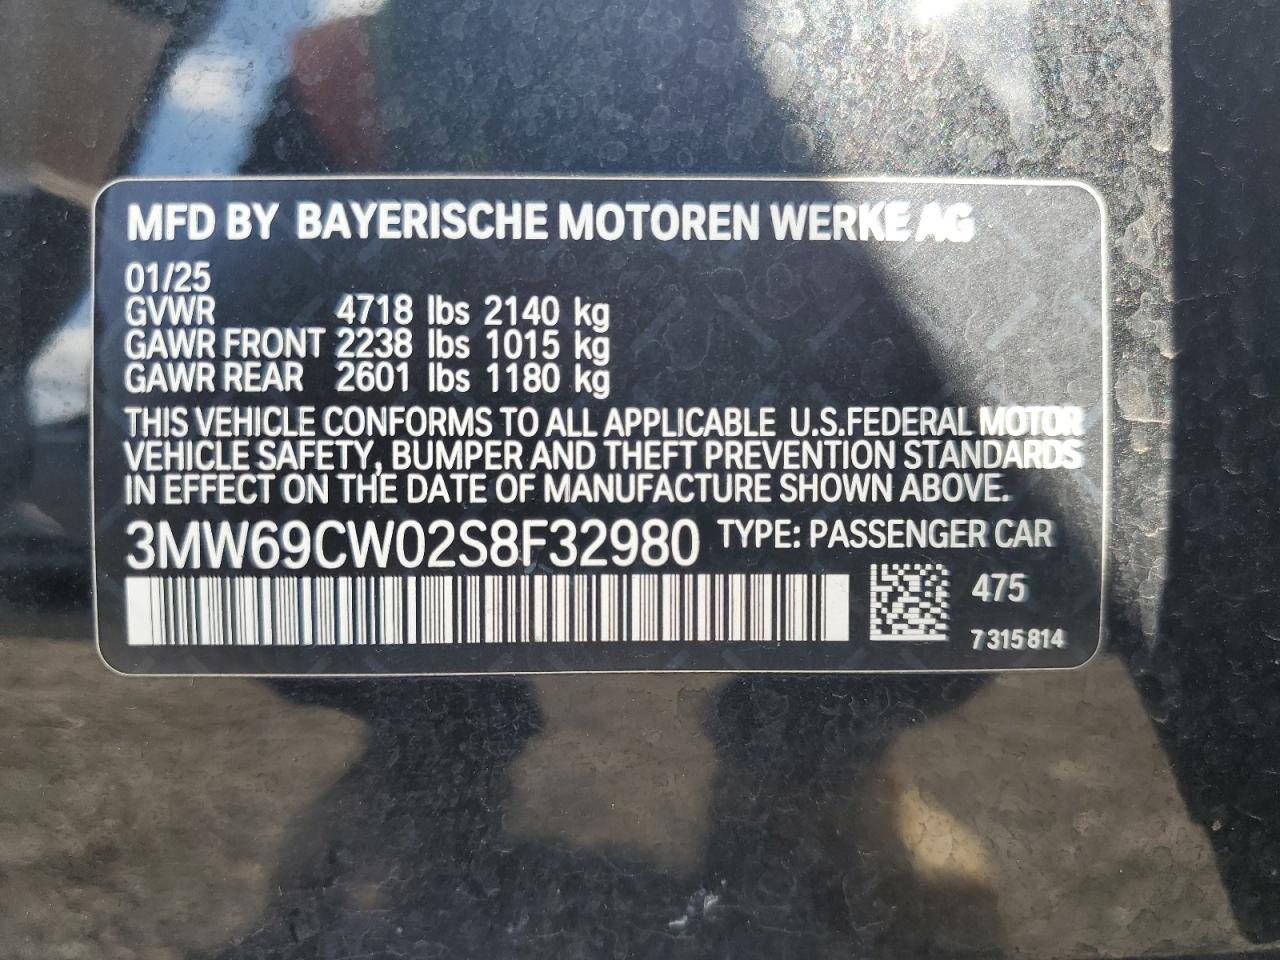 MFD BY BAYERISCHE MOTOREN WERKE AG
01/25
GVWR 4718 lbs 2140 kg
GAWR FRONT 2238 lbs 1015 kg
GAWR REAR 2601 lbs 1180 kg
THIS VEHICLE CONFORMS TO ALL APPLICABLE U.S.FEDERAL MOTOR
VEHICLE SAFETY, BUMPER AND THEFT PREVENTION STANDARDS
IN EFFECT ON THE DATE OF MANUFACTURE SHOWN ABOVE.
3MW69CW02S8F32980 TYPE: PASSENGER CAR
475
7 315 814